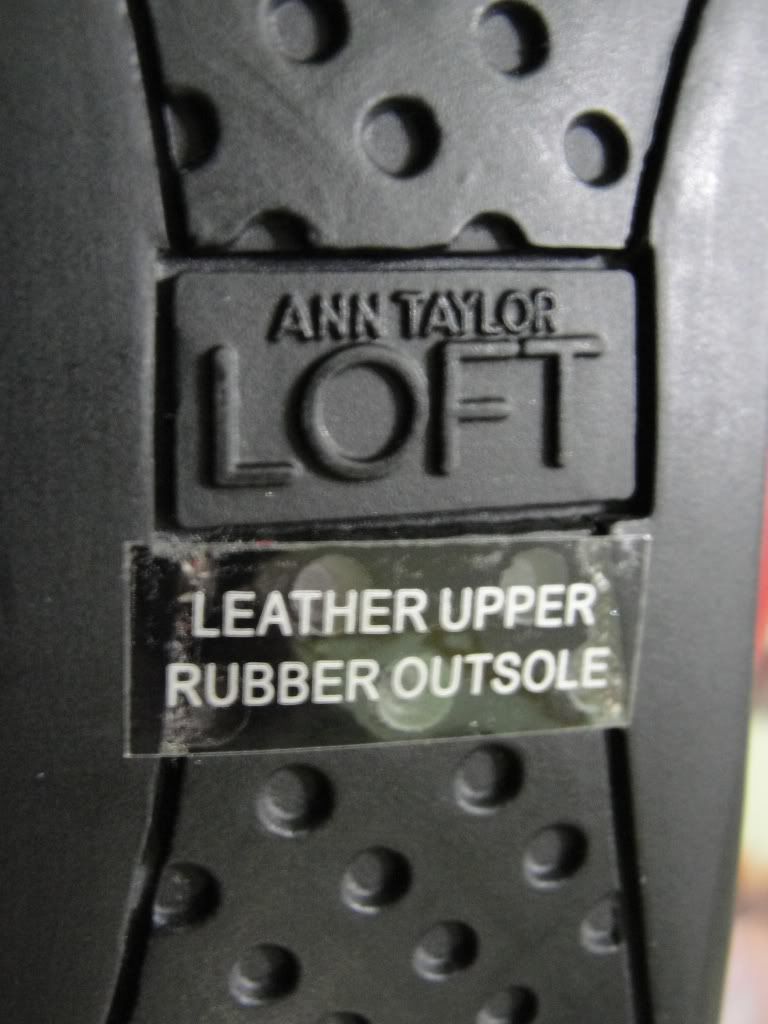 ANN TAYLOR
LOFT
LEATHER UPPER
RUBBER OUTSOLE